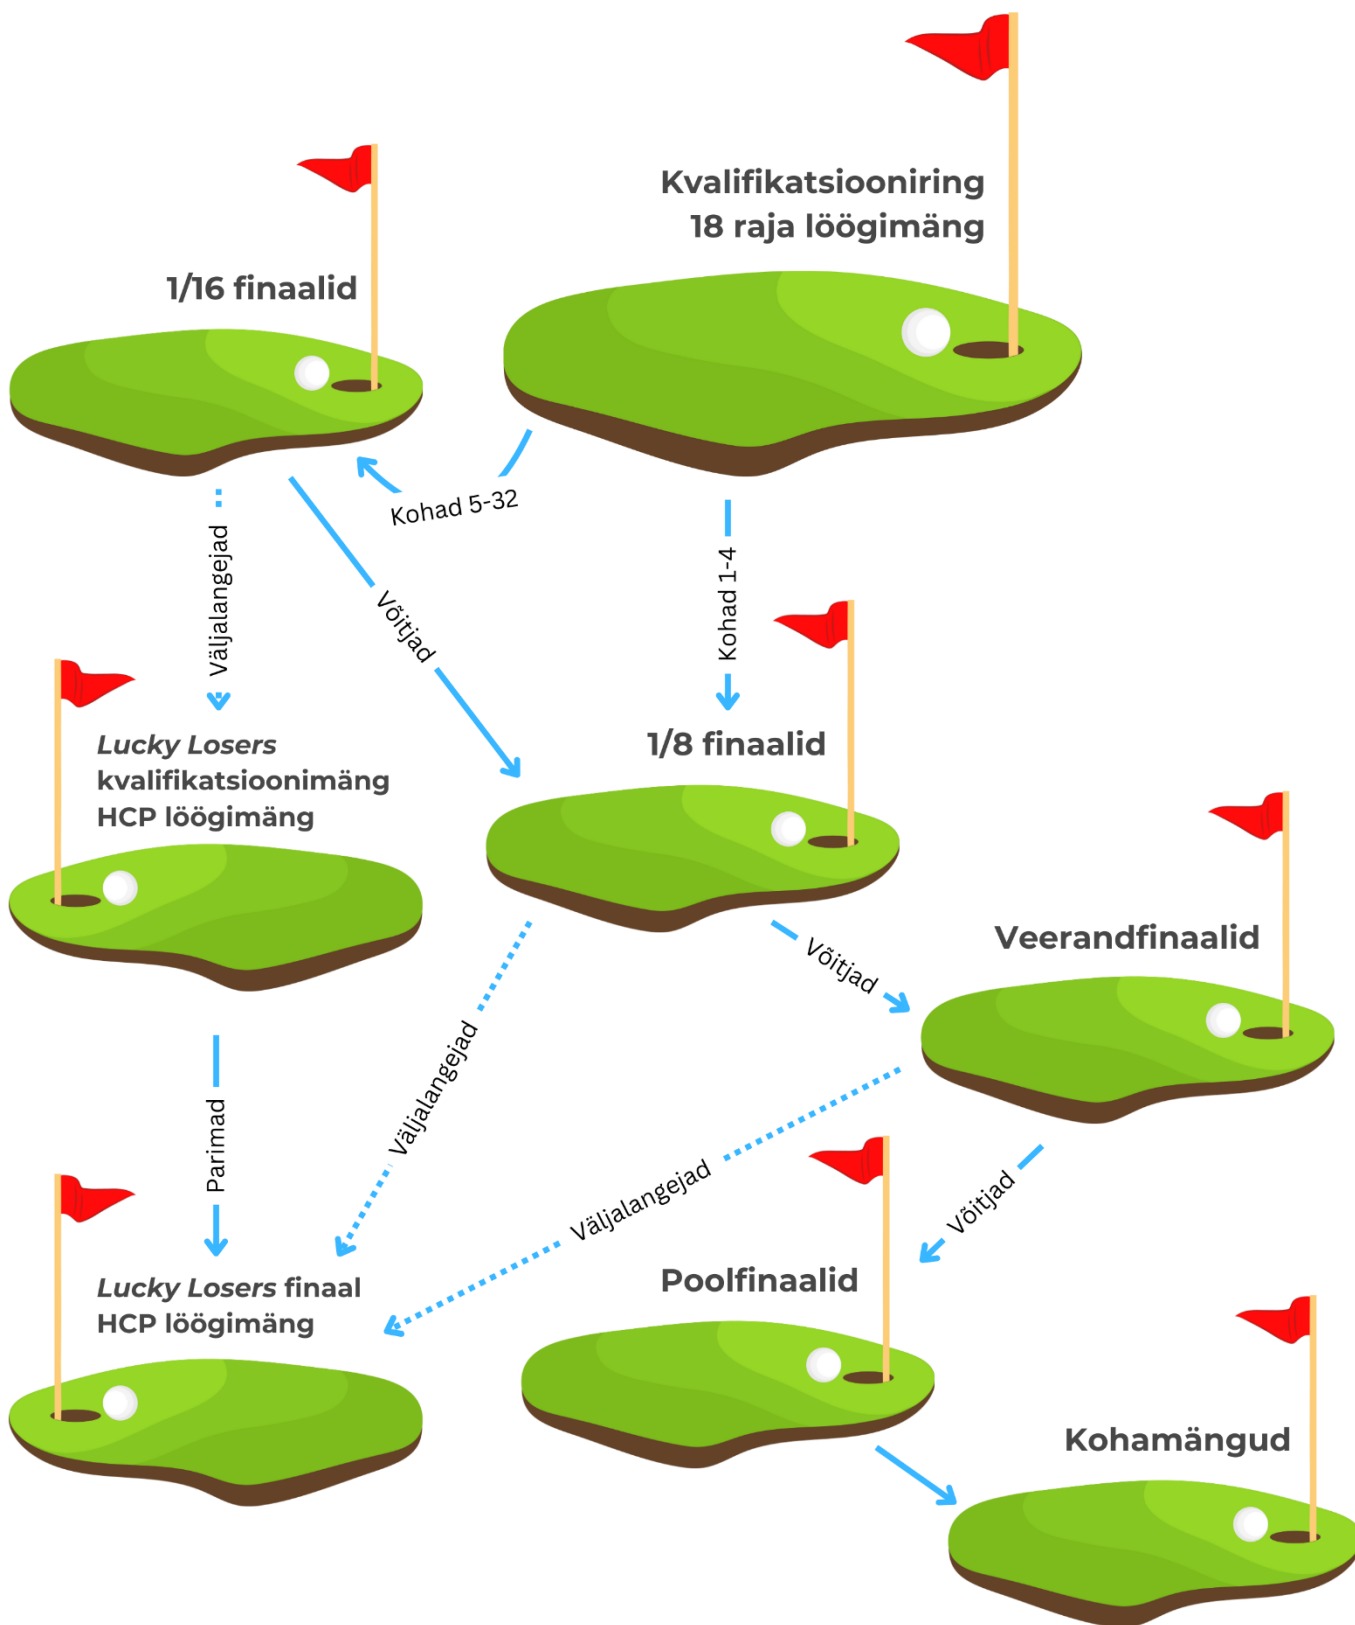 Kvalifikatsiooniring
18 raja löögimäng
1/16 finaalid
Kohad 5-32
Väljalangejad
Võitjad
Kohad 1-4
Lucky Losers
kvalifikatsioonimäng
HCP löögimäng
1/8 finaalid
Veerandfinaalid
Võitjad
Väljalangejad
Parimad
Väljalangejad
Võitjad
Lucky Losers finaal
HCP löögimäng
Poolfinaalid
Kohamängud